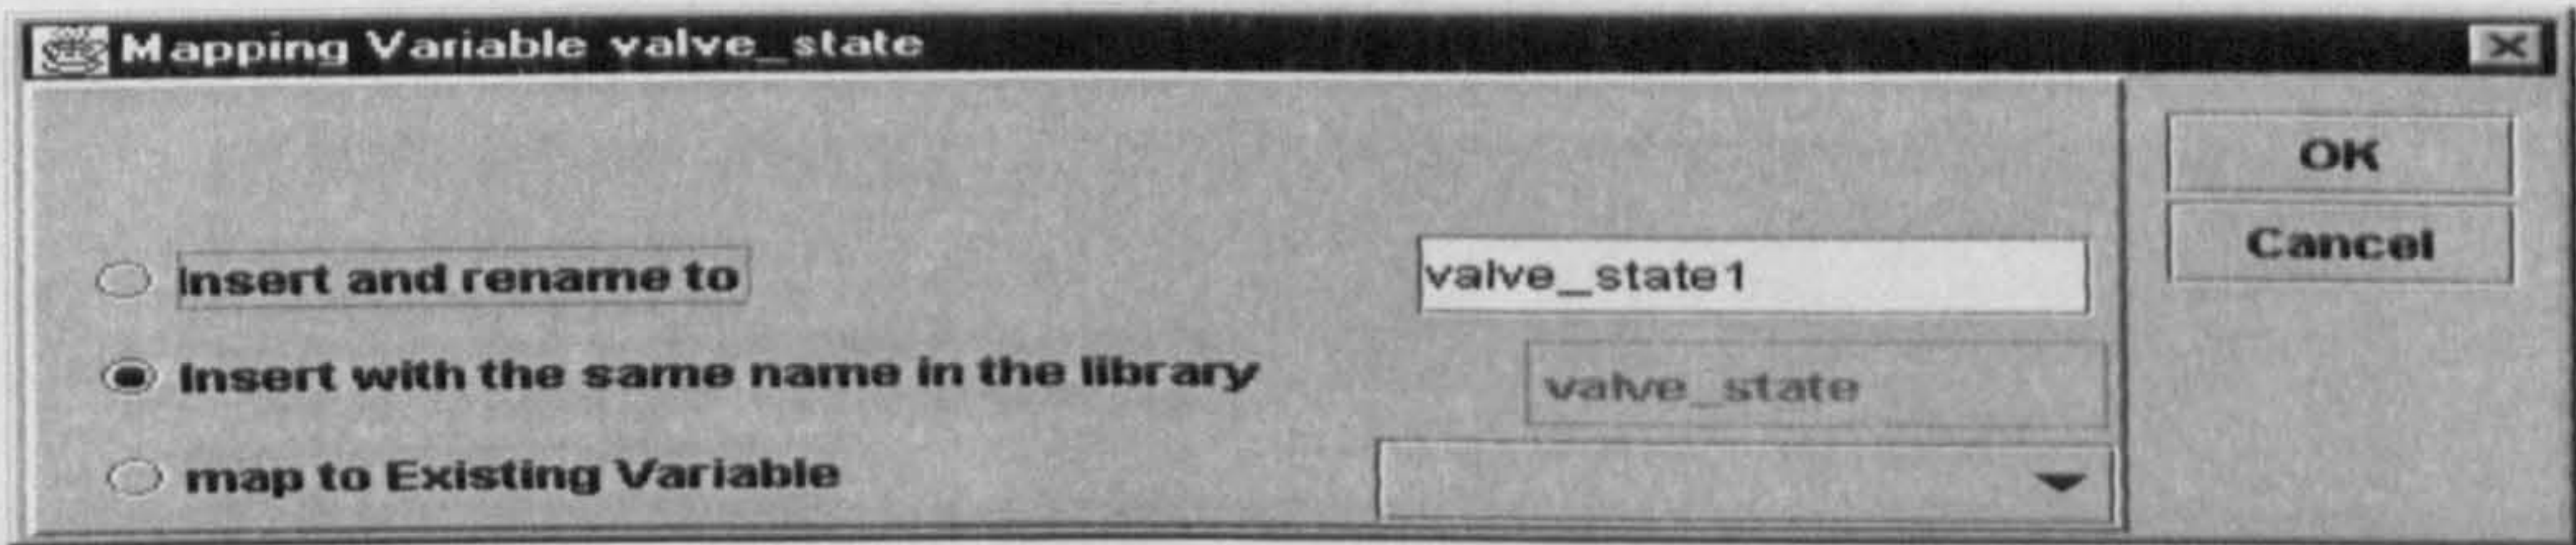 Mapping Variable valve_state
OK
Cancel
Insert and rename to
valve_state1
Insert with the same name in the library
valve_state
map to Existing Variable